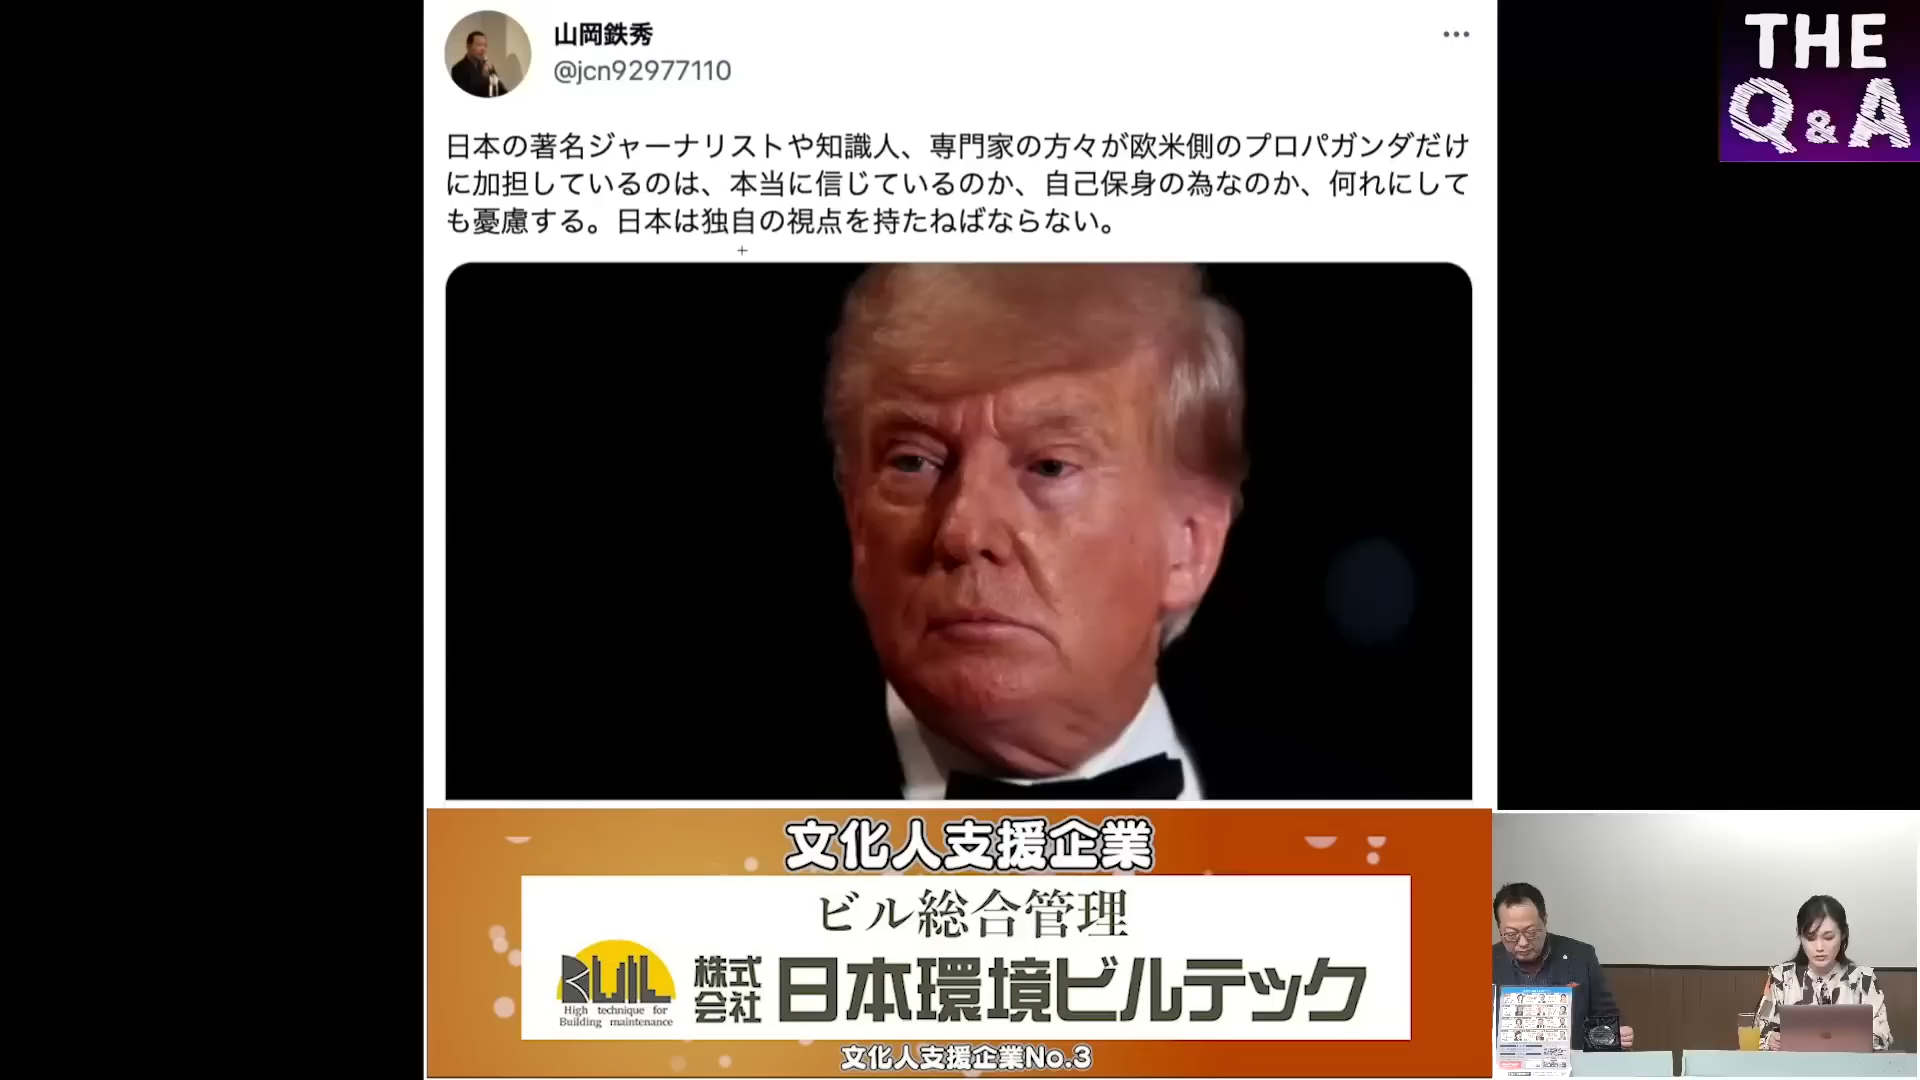 山岡鉄秀
@jcn92977110
日本の著名ジャーナリストや知識人、専門家の方々が欧米側のプロパガンダだけ
に加担しているのは、本当に信じているのか、自己保身の為なのか、何れにして
も憂慮する。日本は独自の視点を持たねばならない。
THE
Q&A
文化人支援企業
ビル総合管理
BUIL
High technique for
Building maintenance
株式
会社
日本環境ビルテック
文化人支援企業No.3